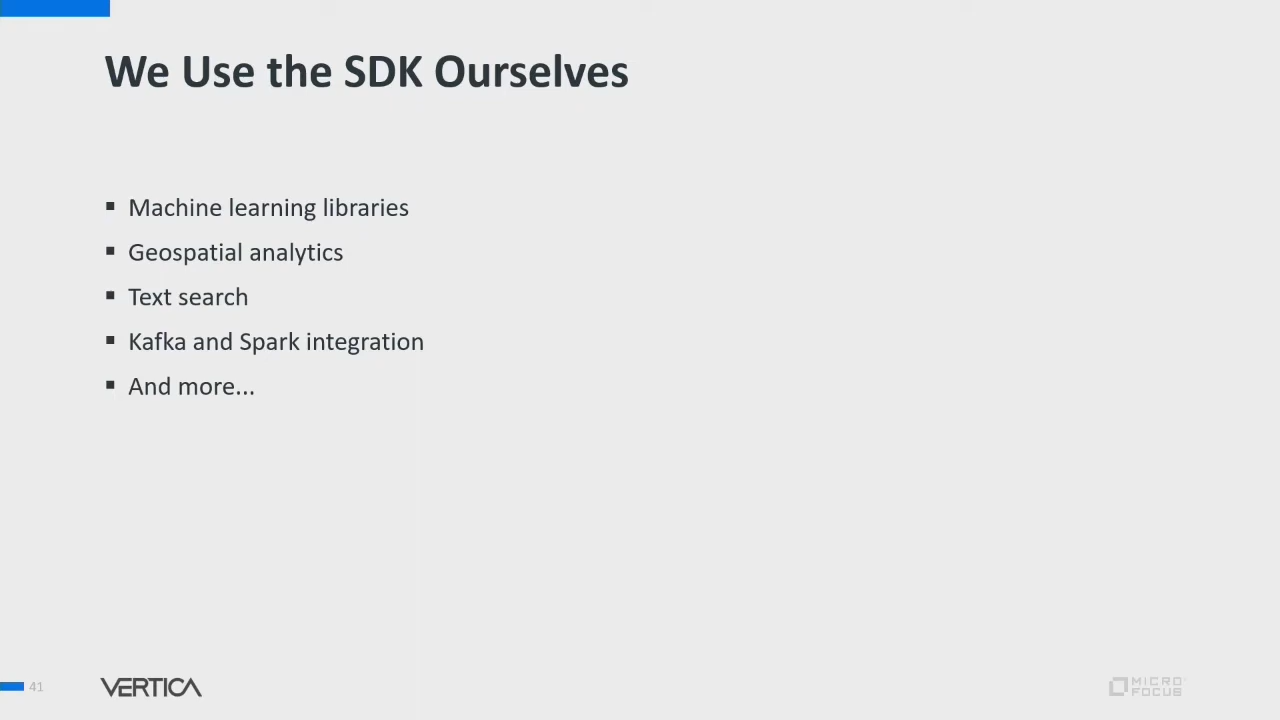 We Use the SDK Ourselves
▪ Machine learning libraries
▪ Geospatial analytics
▪ Text search
▪ Kafka and Spark integration
▪ And more...
41
VERTICA
MICRO
FOCUS